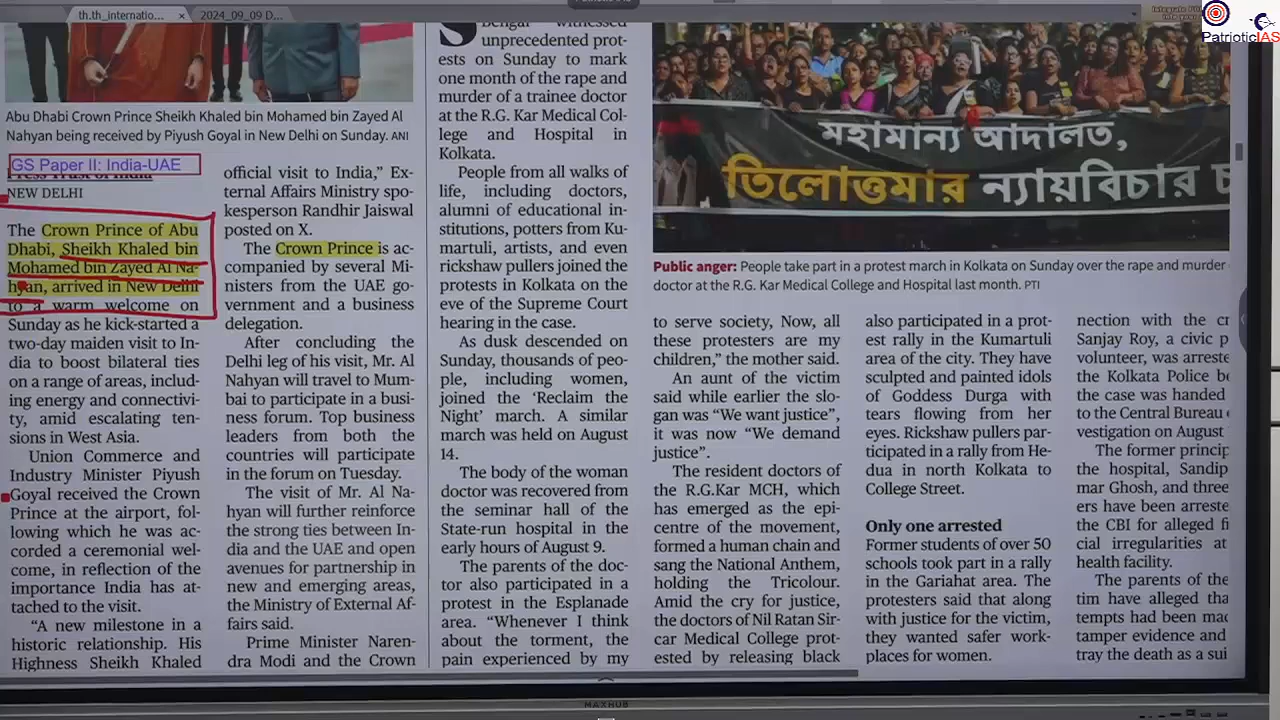 th.th_internatio...
2024_09_09 D...
PatrioticIAS
Abu Dhabi Crown Prince Sheikh Khaled bin Mohamed bin Zayed Al
Nahyan being received by Piyush Goyal in New Delhi on Sunday. ANI
GS Paper II: India-UAE
Press Trust of India
NEW DELHI
The Crown Prince of Abu
Dhabi, Sheikh Khaled bin
Mohamed bin Zayed Al Na-
hyan, arrived in New Delhi
to a warm welcome on
Sunday as he kick-started a
two-day maiden visit to In-
dia to boost bilateral ties
on a range of areas, includ-
ing energy and connectivi-
ty, amid escalating ten-
sions in West Asia.
Union Commerce and
Industry Minister Piyush
Goyal received the Crown
Prince at the airport, fol-
lowing which he was ac-
corded a ceremonial wel-
come, in reflection of the
importance India has at-
tached to the visit.
“A new milestone in a
historic relationship. His
Highness Sheikh Khaled
official visit to India,” Ex-
ternal Affairs Ministry spo-
kesperson Randhir Jaiswal
posted on X.
The Crown Prince is ac-
companied by several Mi-
nisters from the UAE go-
vernment and a business
delegation.
After concluding the
Delhi leg of his visit, Mr. Al
Nahyan will travel to Mum-
bai to participate in a busi-
ness forum. Top business
leaders from both the
countries will participate
in the forum on Tuesday.
The visit of Mr. Al Na-
hyan will further reinforce
the strong ties between In-
dia and the UAE and open
avenues for partnership in
new and emerging areas,
the Ministry of External Af-
fairs said.
Prime Minister Naren-
dra Modi and the Crown
Bengal witnessed
unprecedented prot-
ests on Sunday to mark
one month of the rape and
murder of a trainee doctor
at the R.G. Kar Medical Col-
lege and Hospital in
Kolkata.
People from all walks of
life, including doctors,
alumni of educational in-
stitutions, potters from Ku-
martuli, artists, and even
rickshaw pullers joined the
protests in Kolkata on the
eve of the Supreme Court
hearing in the case.
As dusk descended on
Sunday, thousands of peo-
ple, including women,
joined the ‘Reclaim the
Night’ march. A similar
march was held on August
14.
The body of the woman
doctor was recovered from
the seminar hall of the
State-run hospital in the
early hours of August 9.
The parents of the doc-
tor also participated in a
protest in the Esplanade
area. “Whenever I think
about the torment, the
pain experienced by my
মহামান্য আদালত,
তিলোত্তমার ন্যায়বিচার চ
Public anger: People take part in a protest march in Kolkata on Sunday over the rape and murder
doctor at the R.G. Kar Medical College and Hospital last month. PTI
to serve society, Now, all
these protesters are my
children,” the mother said.
An aunt of the victim
said while earlier the slo-
gan was “We want justice”,
it was now “We demand
justice”.
The resident doctors of
the R.G.Kar MCH, which
has emerged as the epi-
centre of the movement,
formed a human chain and
sang the National Anthem,
holding the Tricolour.
Amid the cry for justice,
the doctors of Nil Ratan Sir-
car Medical College prot-
ested by releasing black
also participated in a prot-
est rally in the Kumartuli
area of the city. They have
sculpted and painted idols
of Goddess Durga with
tears flowing from her
eyes. Rickshaw pullers par-
ticipated in a rally from He-
dua in north Kolkata to
College Street.
Only one arrested
Former students of over 50
schools took part in a rally
in the Gariahat area. The
protesters said that along
with justice for the victim,
they wanted safer work-
places for women.
nection with the cr
Sanjay Roy, a civic p
volunteer, was arreste
the Kolkata Police be
the case was handed
to the Central Bureau
vestigation on August
The former princip
the hospital, Sandip
mar Ghosh, and three
ers have been arreste
the CBI for alleged fi
cial irregularities at
health facility.
The parents of the
tim have alleged tha
tempts had been mad
tamper evidence and
tray the death as a sui
MAXHUB